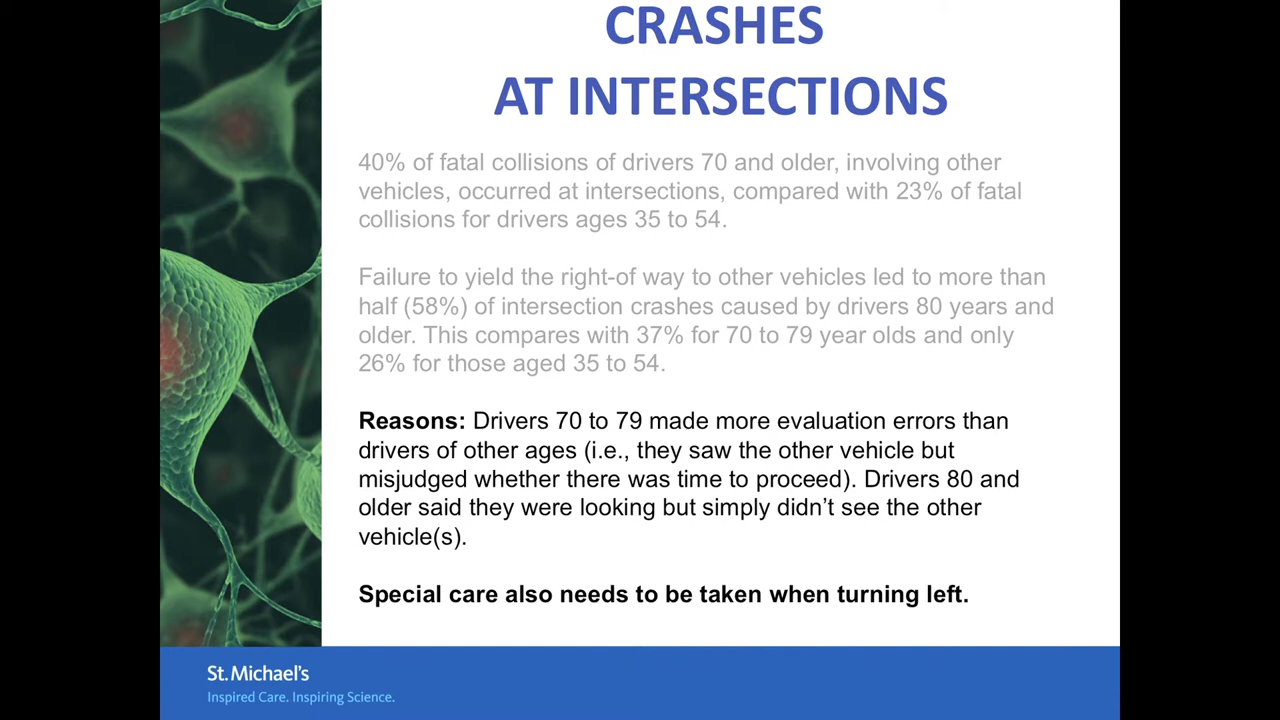 CRASHES
AT INTERSECTIONS
40% of fatal collisions of drivers 70 and older, involving other
vehicles, occurred at intersections, compared with 23% of fatal
collisions for drivers ages 35 to 54.
Failure to yield the right-of way to other vehicles led to more than
half (58%) of intersection crashes caused by drivers 80 years and
older. This compares with 37% for 70 to 79 year olds and only
26% for those aged 35 to 54.
Reasons: Drivers 70 to 79 made more evaluation errors than
drivers of other ages (i.e., they saw the other vehicle but
misjudged whether there was time to proceed). Drivers 80 and
older said they were looking but simply didn’t see the other
vehicle(s).
Special care also needs to be taken when turning left.
St. Michael's
Inspired Care. Inspiring Science.